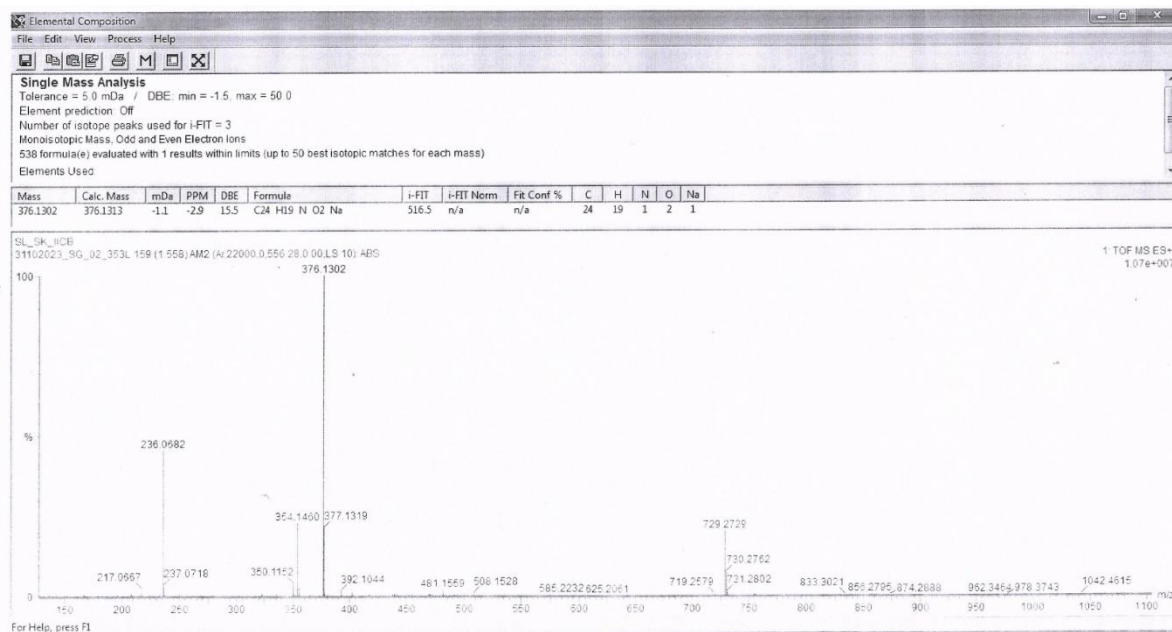 Elemental Composition
File Edit View Process Help
M
Single Mass Analysis
Tolerance = 5.0 mDa / DBE: min = -1.5, max = 50.0
Element prediction: Off
Number of isotope peaks used for i-FIT = 3
Monoisotopic Mass, Odd and Even Electron Ions
538 formula(e) evaluated with 1 results within limits (up to 50 best isotopic matches for each mass)
Elements Used:
Mass Calc. Mass mDa PPM DBE Formula i-FIT i-FIT Norm Fit Conf % C H N O Na
376.1302 376.1313 -1.1 -2.9 15.5 C24 H19 N O2 Na 516.5 n/a n/a 24 19 1 2 1
SL_SK_IICB
31102023_SG_02_353L 159 (1.558) AM2 (Ar,22000.0,556.28,0.00,LS 10); ABS
1: TOF MS ES+
1.07e+007
100
%
0
376.1302
236.0682
354.1460
377.1319
217.0667
237.0718
350.1152
392.1044
481.1559
508.1528
585.2232
625.2061
719.2579
729.2729
730.2762
731.2802
833.3021
856.2795
874.2888
962.3464
978.3743
1042.4615
m/z
150 200 250 300 350 400 450 500 550 600 650 700 750 800 850 900 950 1000 1050 1100
For Help, press F1